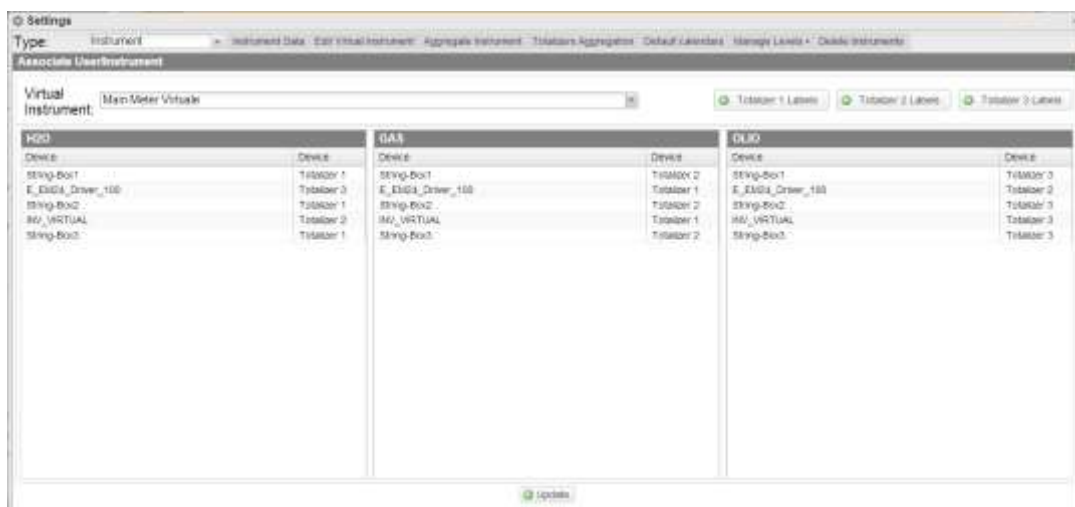 Settings
Type: Instrument Instrument Data Edit Virtual Instrument Aggregate Instrument Totalizers Aggregation Default calendars Manage Levels Delete Instruments
Associate User/Instrument
Virtual Instrument: Main Meter Virtuale Totalizer 1 Labels Totalizer 2 Labels Totalizer 3 Labels
H2O GAS OLIO
Device Device Device Device Device Device
String-Box1 Totalizer 1 String-Box1 Totalizer 2 String-Box1 Totalizer 3
E_EM24_Driver_100 Totalizer 3 E_EM24_Driver_100 Totalizer 1 E_EM24_Driver_100 Totalizer 2
String-Box2 Totalizer 1 String-Box2 Totalizer 2 String-Box2 Totalizer 3
INV_VIRTUAL Totalizer 2 INV_VIRTUAL Totalizer 1 INV_VIRTUAL Totalizer 3
String-Box3 Totalizer 1 String-Box3 Totalizer 2 String-Box3 Totalizer 3
Update